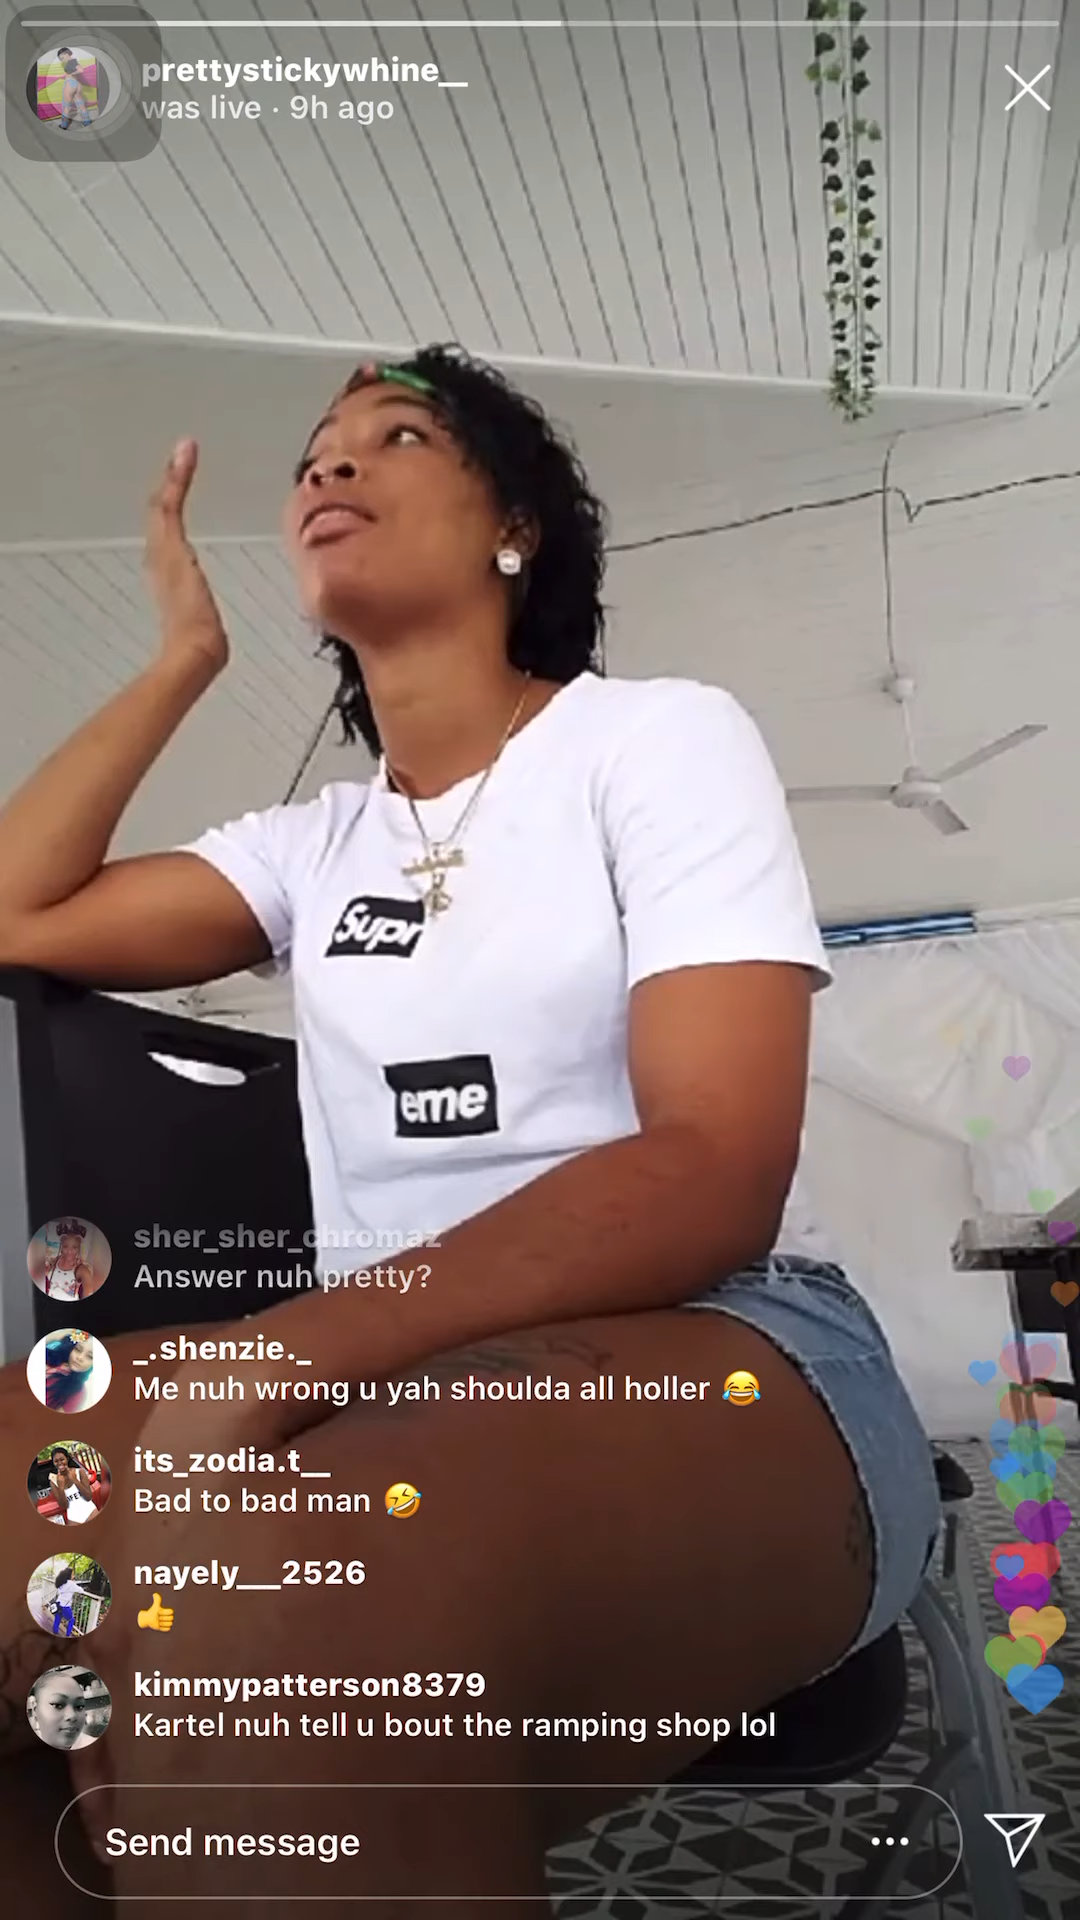 prettystickywhine__
was live · 9h ago
Supr
eme
sher_sher_chromaz
Answer nuh pretty?
_.shenzie._
Me nuh wrong u yah shoulda all holler 😂
its_zodia.t__
Bad to bad man 🤣
nayely___2526
👍
kimmypatterson8379
Kartel nuh tell u bout the ramping shop lol
Send message